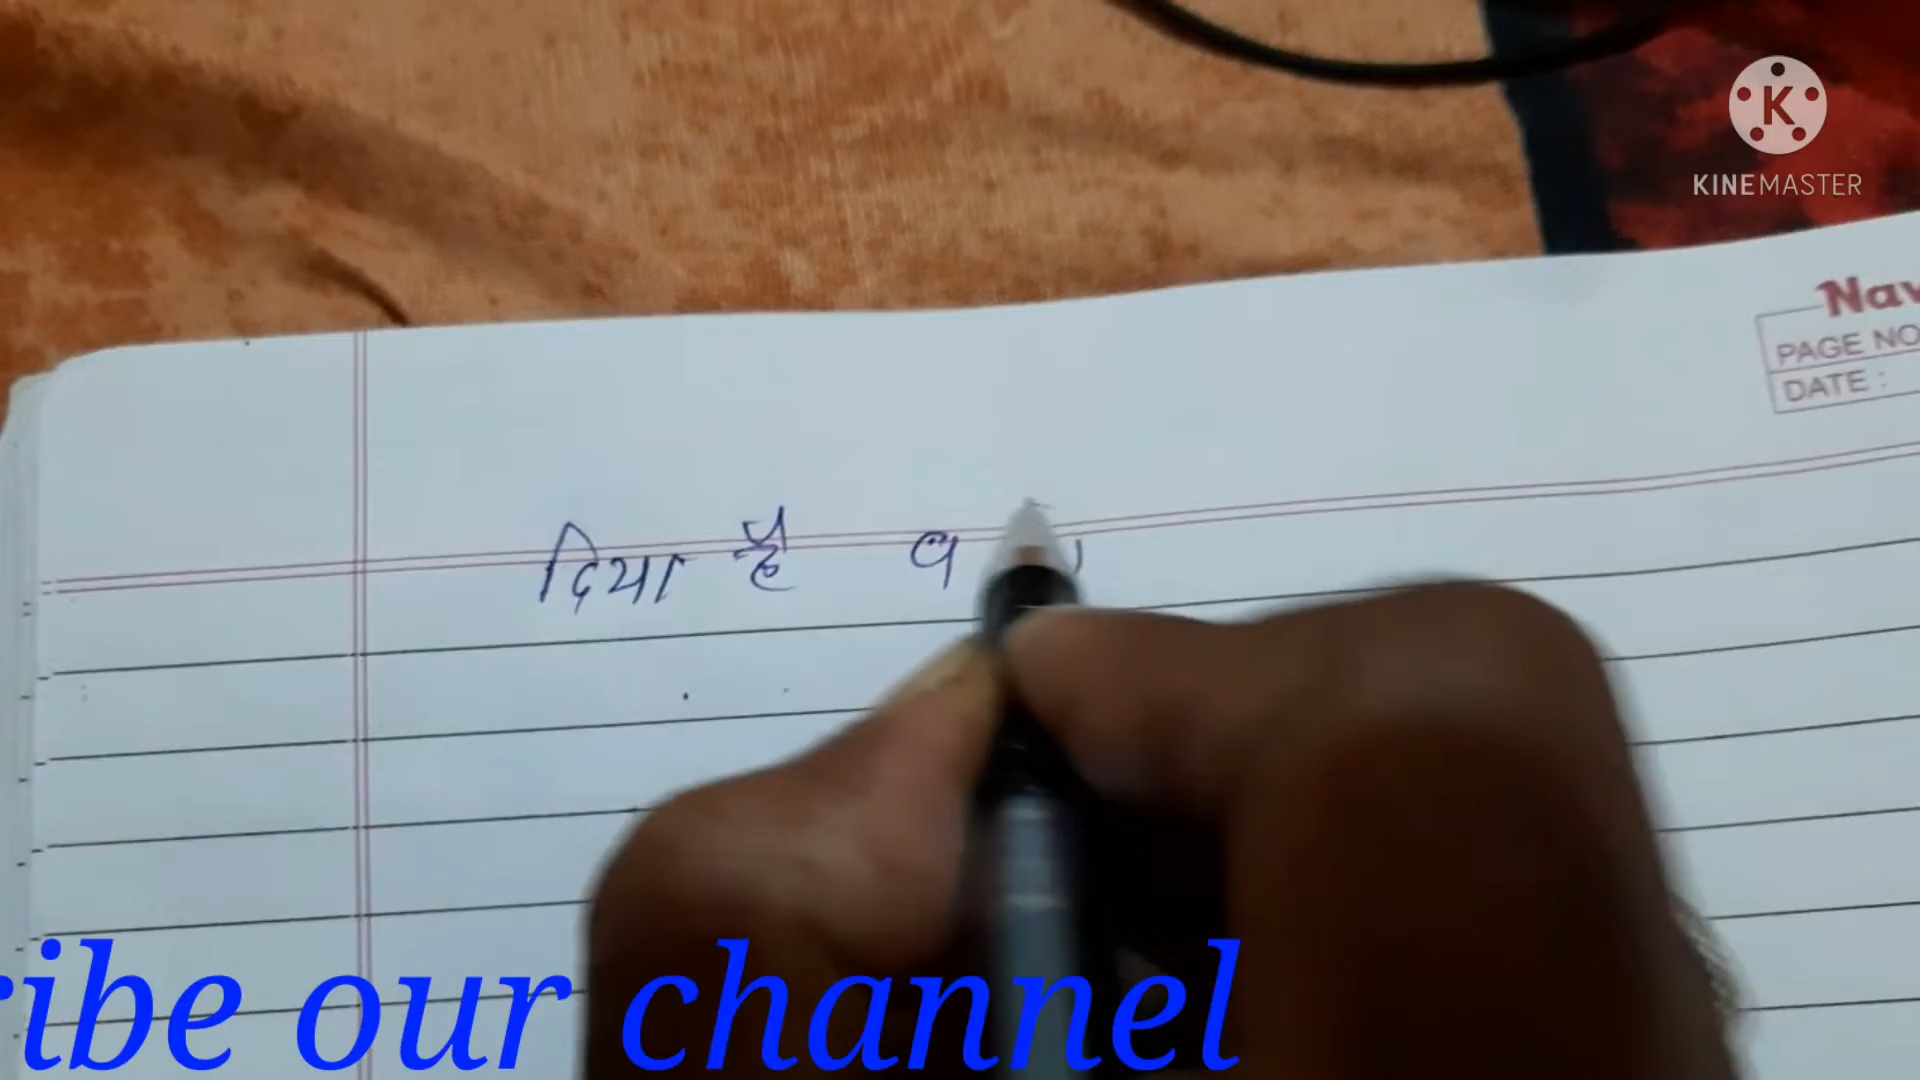 KINEMASTER
Nav
PAGE NO
DATE :
दिया है
ribe our channel